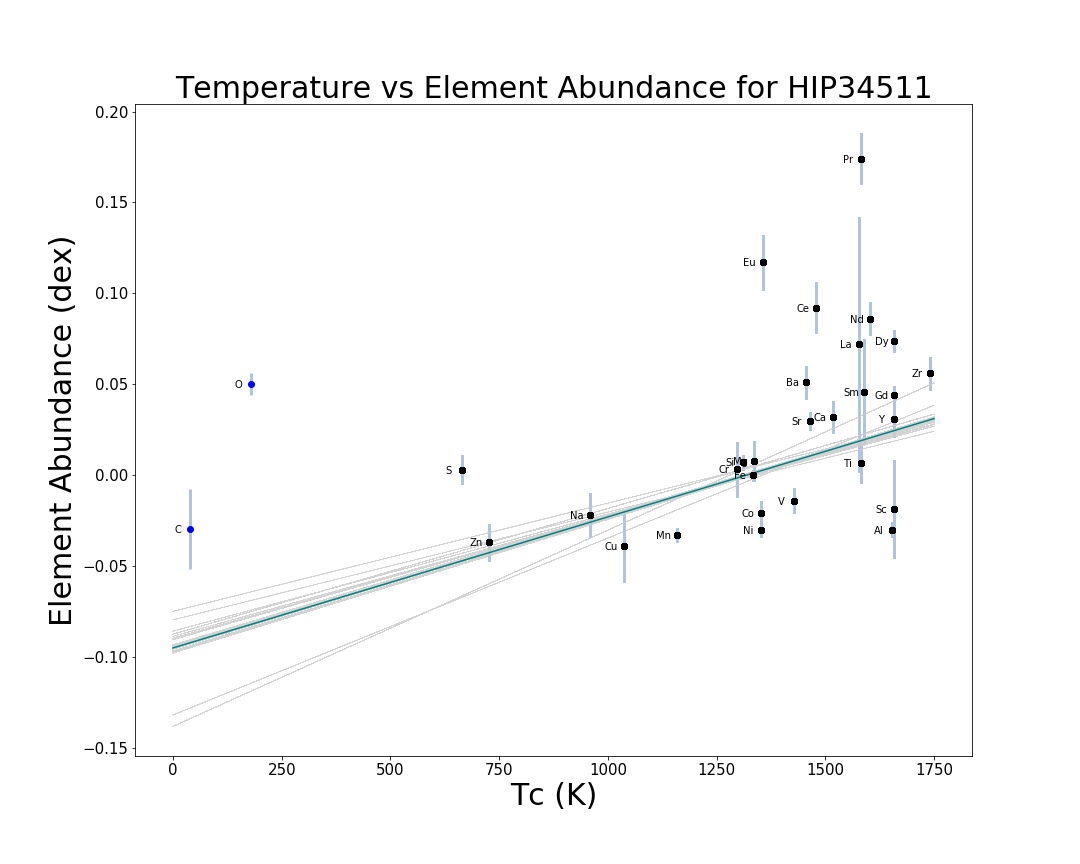 Temperature vs Element Abundance for HIP34511
0.20
Pr
0.15
Eu
0.10
Ce
Nd
Dy
La
Zr
0.05
O
Ba
Sm
Gd
Ca
Y
Sr
Si
Ti
Cr
S
Fe
0.00
V
Sc
Na
Co
C
Ni
Al
Mn
Zn
Cu
−0.05
−0.10
−0.15
Element Abundance (dex)
0 250 500 750 1000 1250 1500 1750
Tc (K)